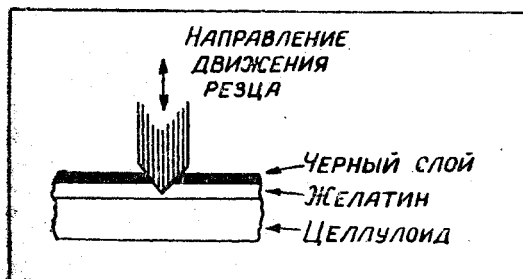 НАПРАВЛЕНИЕ
ДВИЖЕНИЯ
РЕЗЦА
ЧЕРНЫЙ СЛОЙ
ЖЕЛАТИН
ЦЕЛЛУЛОИД